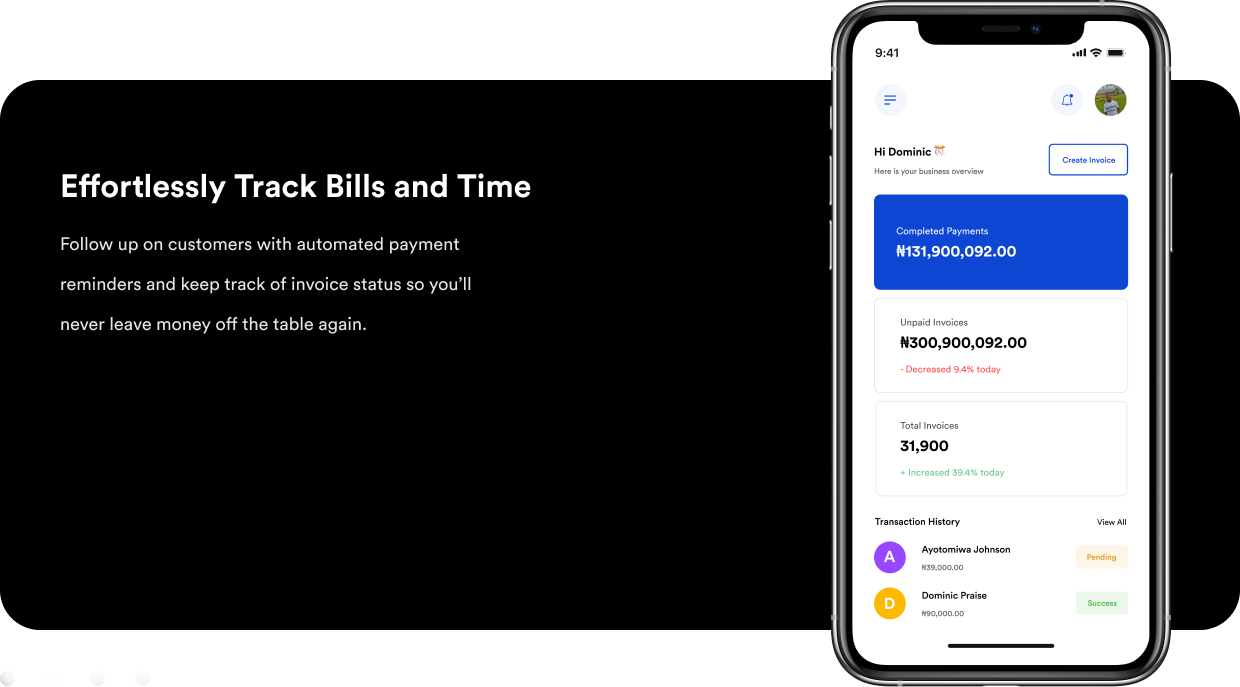 Effortlessly Track Bills and Time
Follow up on customers with automated payment
reminders and keep track of invoice status so you’ll
never leave money off the table again.
9:41
Hi Dominic
Here is your business overview
Create Invoice
Completed Payments
₦131,900,092.00
Unpaid Invoices
₦300,900,092.00
- Decreased 9.4% today
Total Invoices
31,900
+ Increased 39.4% today
Transaction History
View All
A
Ayotomiwa Johnson
₦39,000.00
Pending
D
Dominic Praise
₦90,000.00
Success